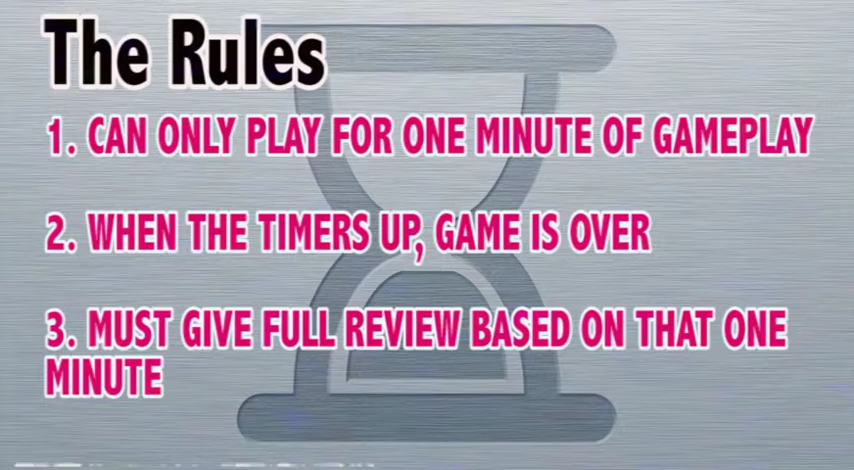 The Rules
1. CAN ONLY PLAY FOR ONE MINUTE OF GAMEPLAY
2. WHEN THE TIMERS UP, GAME IS OVER
3. MUST GIVE FULL REVIEW BASED ON THAT ONE
MINUTE